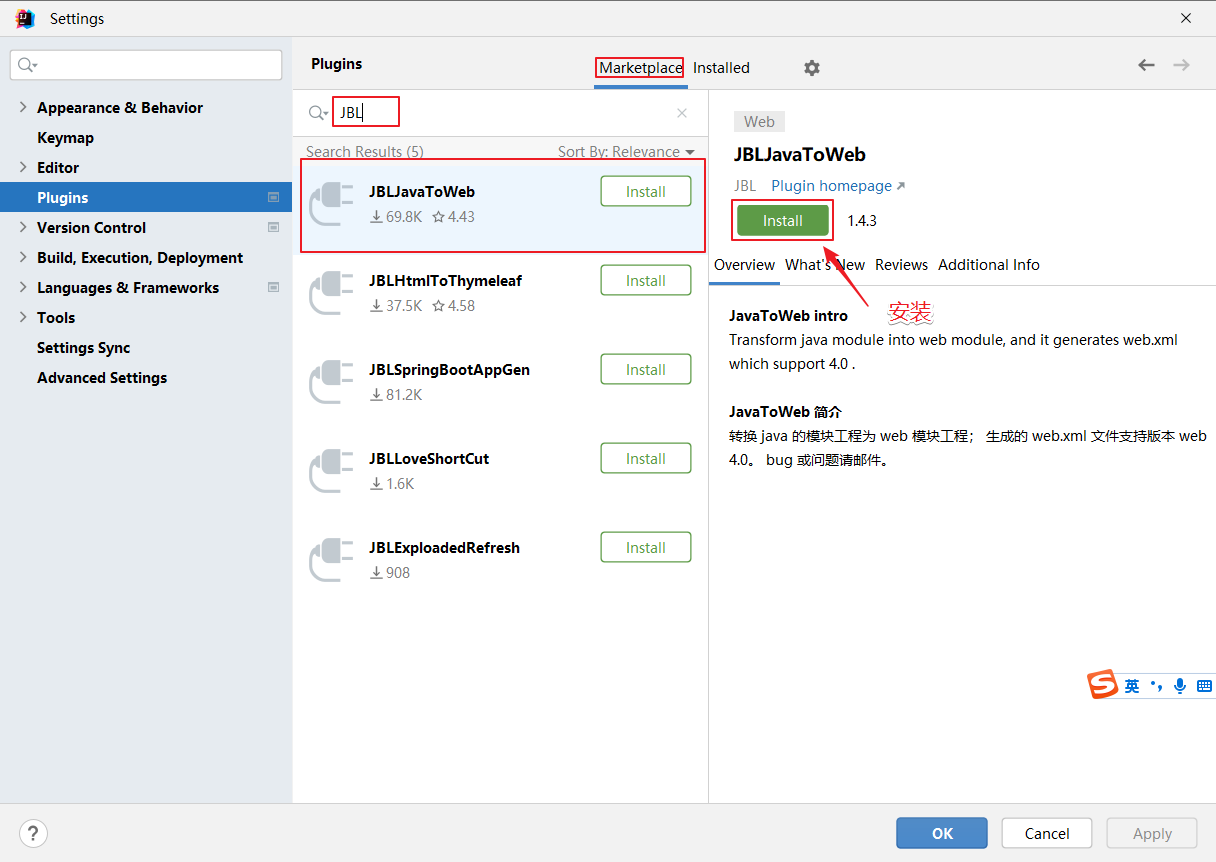 Settings
Appearance & Behavior
Keymap
Editor
Plugins
Version Control
Build, Execution, Deployment
Languages & Frameworks
Tools
Settings Sync
Advanced Settings
Plugins
Marketplace Installed
JBL
Search Results (5) Sort By: Relevance
JBLJavaToWeb Install
69.8K 4.43
JBLHtmlToThymeleaf Install
37.5K 4.58
JBLSpringBootAppGen Install
81.2K
JBLLoveShortCut Install
1.6K
JBLExploadedRefresh Install
908
Web
JBLJavaToWeb
JBL Plugin homepage
Install 1.4.3
Overview What's New Reviews Additional Info
安装
JavaToWeb intro
Transform java module into web module, and it generates web.xml
which support 4.0 .
JavaToWeb 简介
转换 java 的模块工程为 web 模块工程； 生成的 web.xml 文件支持版本 web
4.0。 bug 或问题请邮件。
S 英
? OK Cancel Apply